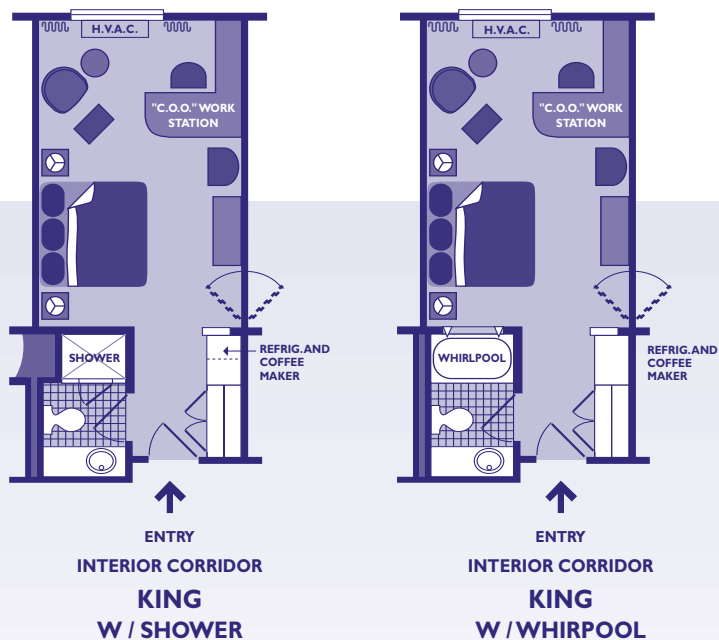 H.V.A.C.
"C.O.O." WORK
STATION
SHOWER
REFRIG.AND
COFFEE
MAKER
ENTRY
INTERIOR CORRIDOR
KING
W / SHOWER
H.V.A.C.
"C.O.O." WORK
STATION
WHIRLPOOL
REFRIG.AND
COFFEE
MAKER
ENTRY
INTERIOR CORRIDOR
KING
W / WHIRPOOL